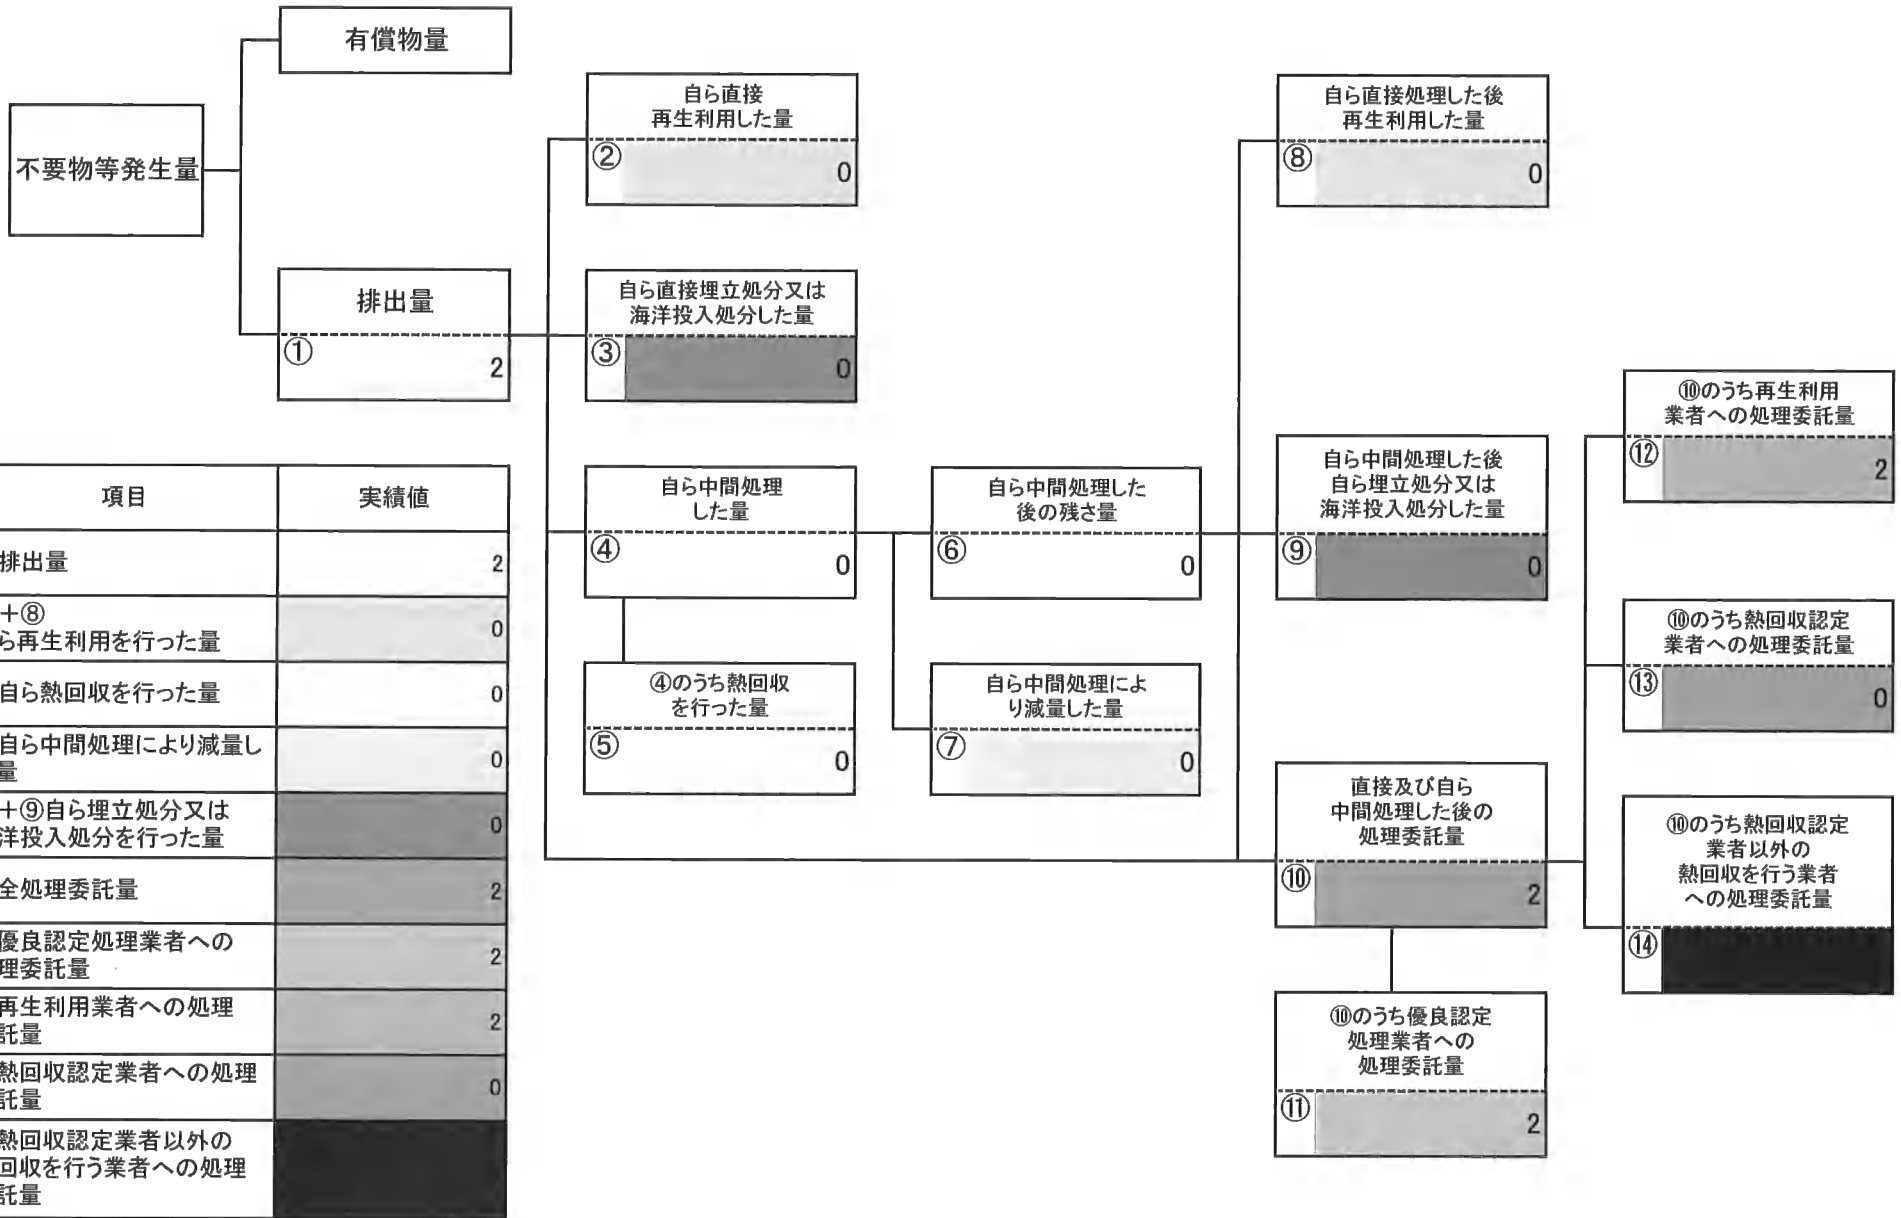 有償物量
不要物等発生量
排出量
①
2
自ら直接
再生利用した量
②
0
自ら直接埋立処分又は
海洋投入処分した量
③
0
自ら中間処理
した量
④
0
④のうち熱回収
を行った量
⑤
0
自ら中間処理した
後の残さ量
⑥
0
自ら中間処理によ
り減量した量
⑦
0
自ら直接処理した後
再生利用した量
⑧
0
自ら中間処理した後
自ら埋立処分又は
海洋投入処分した量
⑨
0
直接及び自ら
中間処理した後の
処理委託量
⑩
2
⑩のうち優良認定
処理業者への
処理委託量
⑪
2
⑩のうち再生利用
業者への処理委託量
⑫
2
⑩のうち熱回収認定
業者への処理委託量
⑬
0
⑩のうち熱回収認定
業者以外の
熱回収を行う業者
への処理委託量
⑭
項目 実績値
排出量 2
+⑧
ら再生利用を行った量 0
自ら熱回収を行った量 0
自ら中間処理により減量し
量 0
+⑨自ら埋立処分又は
洋投入処分を行った量 0
全処理委託量 2
優良認定処理業者への
理委託量 2
再生利用業者への処理
託量 2
熱回収認定業者への処理
託量 0
熱回収認定業者以外の
回収を行う業者への処理
託量